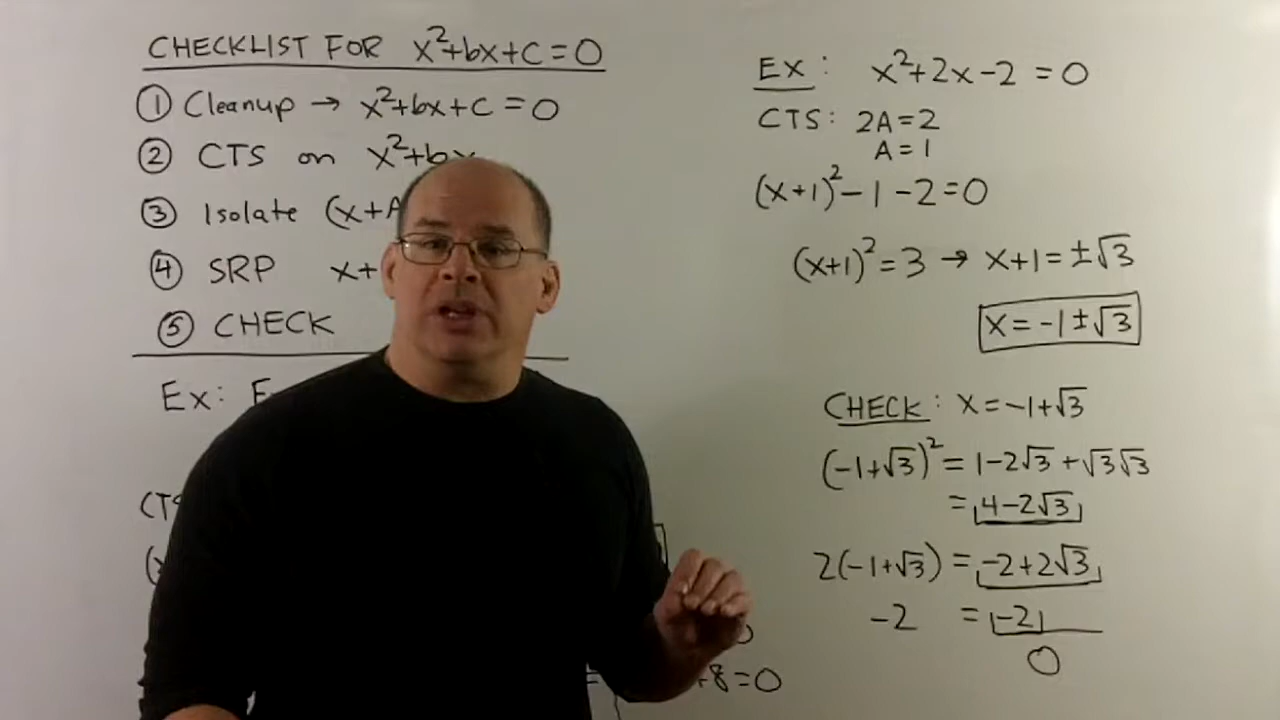 CHECKLIST FOR x²+bx+c=0
① Cleanup → x²+bx+c=0
② CTS on x²+bx
③ Isolate (x+A
④ SRP x+
⑤ CHECK
Ex:
CTS
(x
+8=0
Ex: x²+2x-2=0
CTS: 2A=2
A=1
(x+1)²-1-2=0
(x+1)²=3 → x+1=±√3
x=-1±√3
CHECK: x=-1+√3
(-1+√3)²=1-2√3+√3√3
=4-2√3
2(-1+√3)=-2+2√3
-2 =-2
0